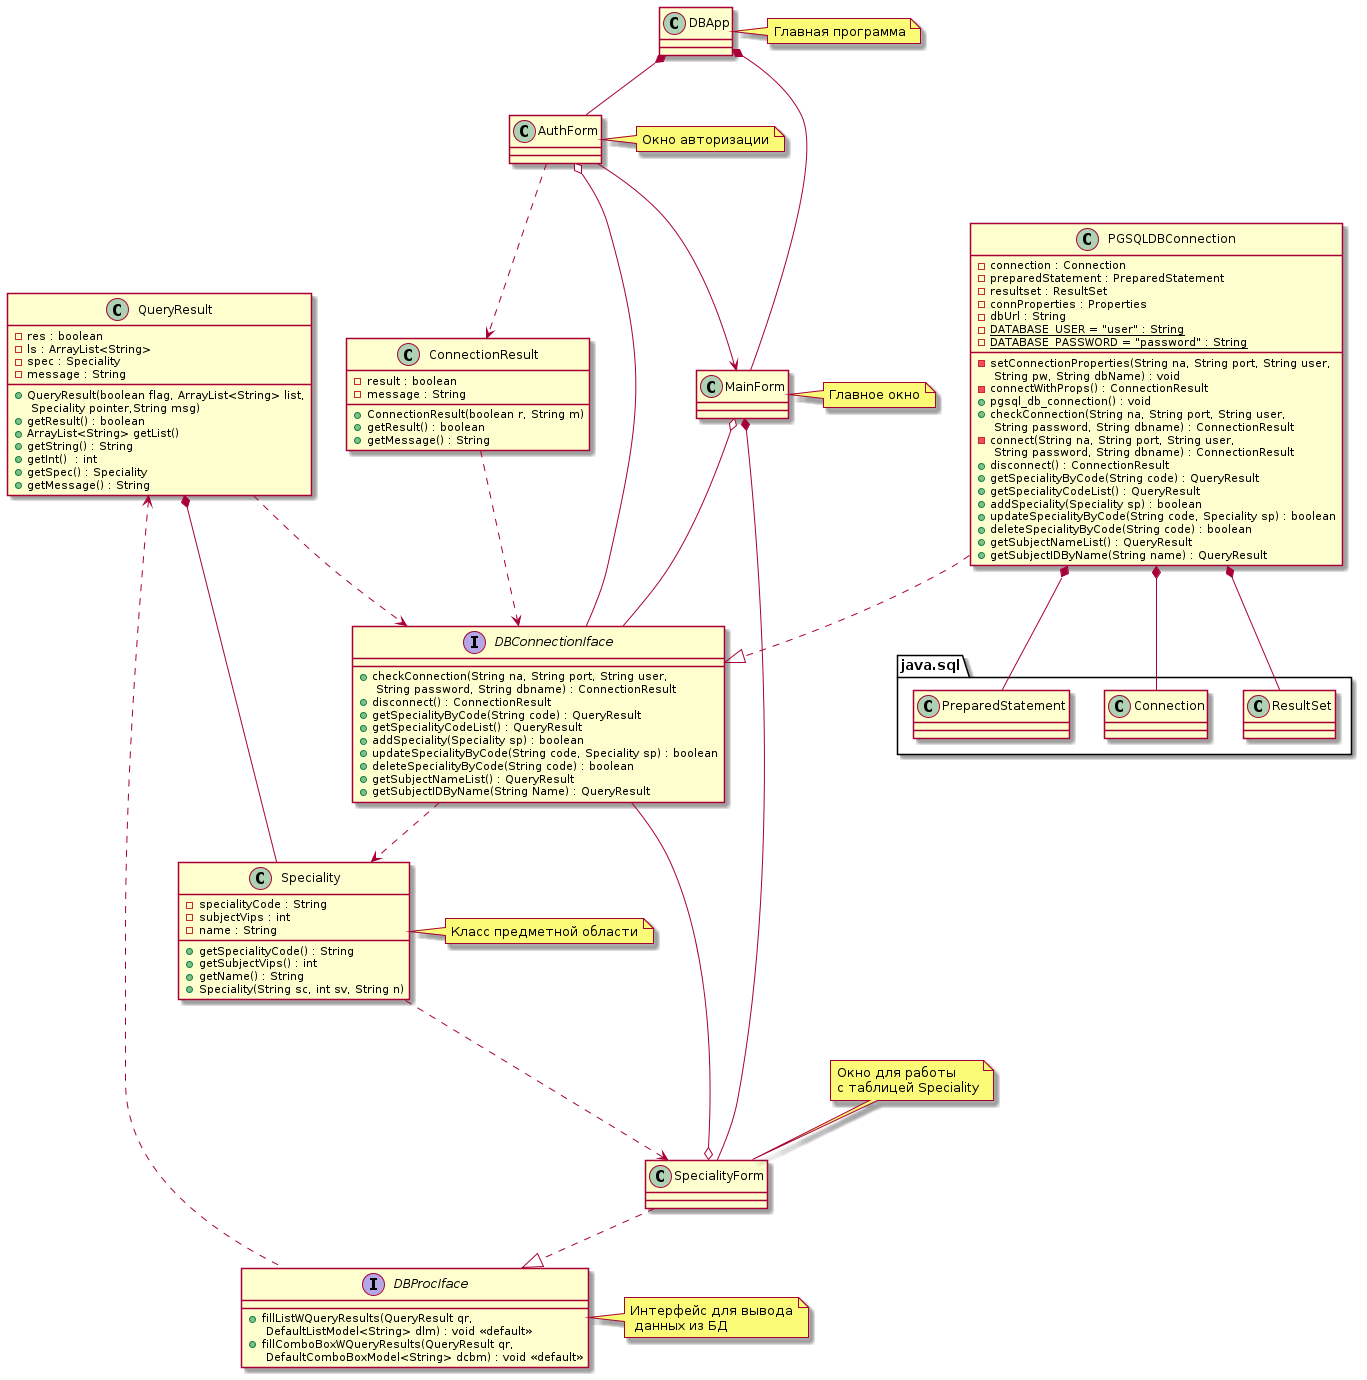 C DBApp
Главная программа
C AuthForm
Окно авторизации
C PGSQLDBConnection
connection : Connection
preparedStatement : PreparedStatement
resultset : ResultSet
connProperties : Properties
dbUrl : String
DATABASE_USER = "user" : String
DATABASE_PASSWORD = "password" : String
setConnectionProperties(String na, String port, String user,
String pw, String dbName) : void
connectWithProps() : ConnectionResult
pgsql_db_connection() : void
checkConnection(String na, String port, String user,
String password, String dbname) : ConnectionResult
connect(String na, String port, String user,
String password, String dbname) : ConnectionResult
disconnect() : ConnectionResult
getSpecialityByCode(String code) : QueryResult
getSpecialityCodeList() : QueryResult
addSpeciality(Speciality sp) : boolean
updateSpecialityByCode(String code, Speciality sp) : boolean
deleteSpecialityByCode(String code) : boolean
getSubjectNameList() : QueryResult
getSubjectIDByName(String name) : QueryResult
C QueryResult
res : boolean
ls : ArrayList<String>
spec : Speciality
message : String
QueryResult(boolean flag, ArrayList<String> list,
Speciality pointer,String msg)
getResult() : boolean
ArrayList<String> getList()
getString() : String
getInt()  : int
getSpec() : Speciality
getMessage() : String
C ConnectionResult
result : boolean
message : String
ConnectionResult(boolean r, String m)
getResult() : boolean
getMessage() : String
C MainForm
Главное окно
I DBConnectionIface
checkConnection(String na, String port, String user,
String password, String dbname) : ConnectionResult
disconnect() : ConnectionResult
getSpecialityByCode(String code) : QueryResult
getSpecialityCodeList() : QueryResult
addSpeciality(Speciality sp) : boolean
updateSpecialityByCode(String code, Speciality sp) : boolean
deleteSpecialityByCode(String code) : boolean
getSubjectNameList() : QueryResult
getSubjectIDByName(String Name) : QueryResult
java.sql
C PreparedStatement
C Connection
C ResultSet
C Speciality
specialityCode : String
subjectVips : int
name : String
getSpecialityCode() : String
getSubjectVips() : int
getName() : String
Speciality(String sc, int sv, String n)
Класс предметной области
Окно для работы
с таблицей Speciality
C SpecialityForm
I DBProcIface
fillListWQueryResults(QueryResult qr,
DefaultListModel<String> dlm) : void «default»
fillComboBoxWQueryResults(QueryResult qr,
DefaultComboBoxModel<String> dcbm) : void «default»
Интерфейс для вывода
данных из БД